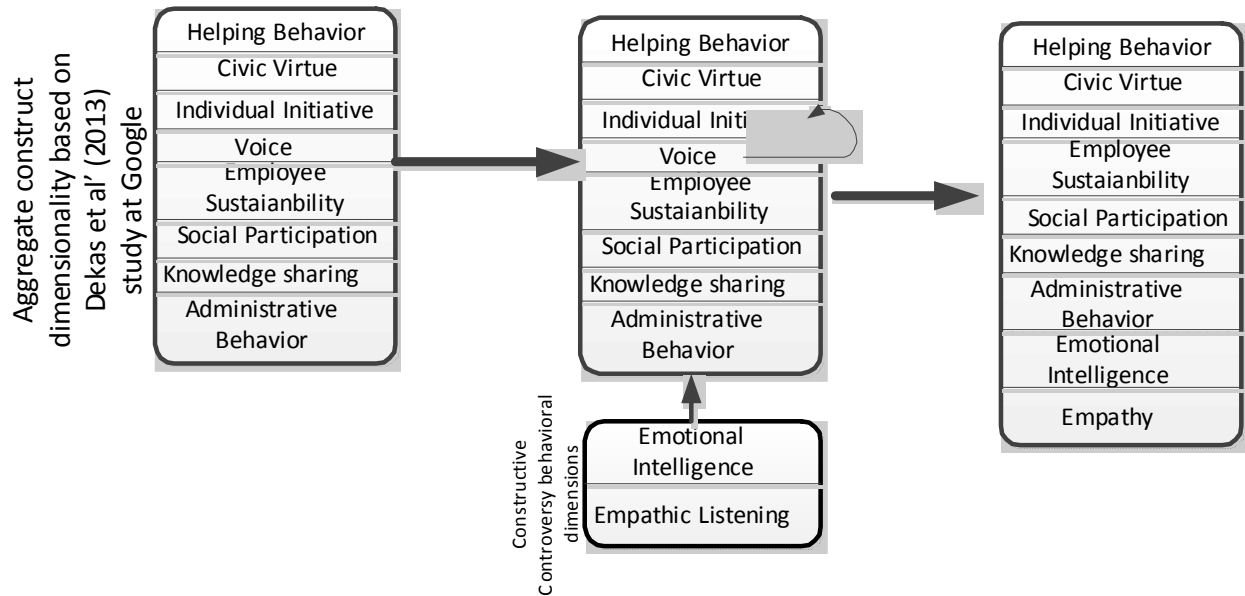 Aggregate construct
dimensionality based on
Dekas et al’ (2013)
study at Google
Helping Behavior
Civic Virtue
Individual Initiative
Voice
Employee
Sustaianbility
Social Participation
Knowledge sharing
Administrative
Behavior
Helping Behavior
Civic Virtue
Individual Initi
Voice
Employee
Sustaianbility
Social Participation
Knowledge sharing
Administrative
Behavior
Constructive
Controversy behavioral
dimensions
Emotional
Intelligence
Empathic Listening
Helping Behavior
Civic Virtue
Individual Initiative
Employee
Sustaianbility
Social Participation
Knowledge sharing
Administrative
Behavior
Emotional
Intelligence
Empathy